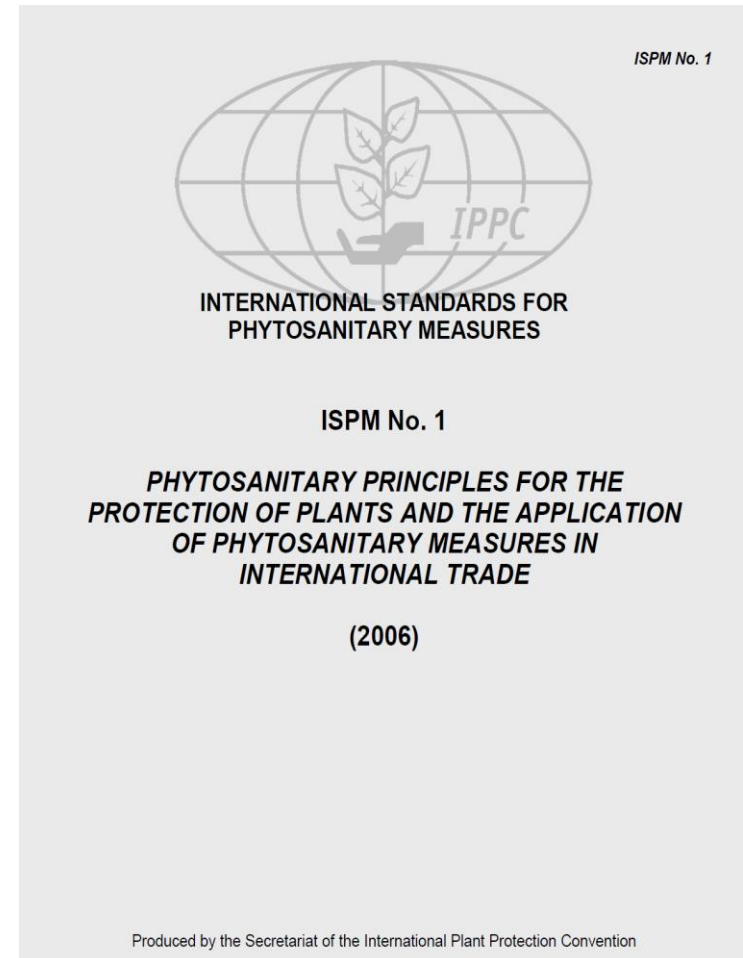 ISPM No. 1
IPPC
INTERNATIONAL STANDARDS FOR
PHYTOSANITARY MEASURES
ISPM No. 1
PHYTOSANITARY PRINCIPLES FOR THE
PROTECTION OF PLANTS AND THE APPLICATION
OF PHYTOSANITARY MEASURES IN
INTERNATIONAL TRADE
(2006)
Produced by the Secretariat of the International Plant Protection Convention